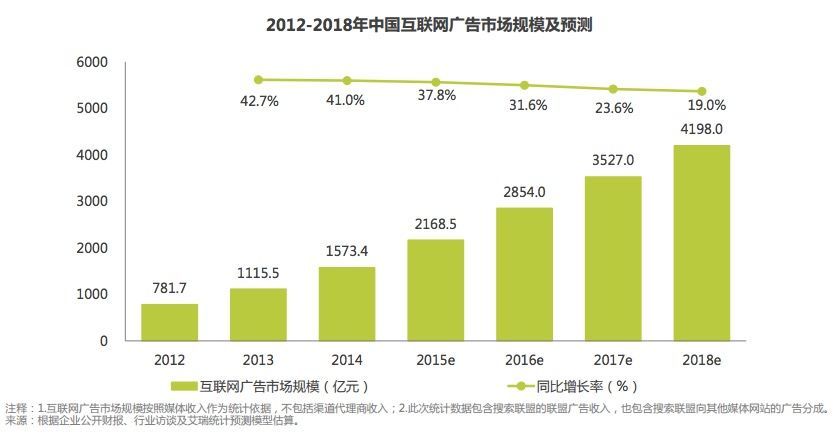 2012-2018年中国互联网广告市场规模及预测
6000
5000
4000
3000
2000
1000
0
42.7%
41.0%
37.8%
31.6%
23.6%
19.0%
781.7
1115.5
1573.4
2168.5
2854.0
3527.0
4198.0
2012
2013
2014
2015e
2016e
2017e
2018e
互联网广告市场规模（亿元）
同比增长率（%）
注释：1.互联网广告市场规模按照媒体收入作为统计依据，不包括渠道代理商收入；2.此次统计数据包含搜索联盟的联盟广告收入，也包含搜索联盟向其他媒体网站的广告分成。
来源：根据企业公开财报、行业访谈及艾瑞统计预测模型估算。